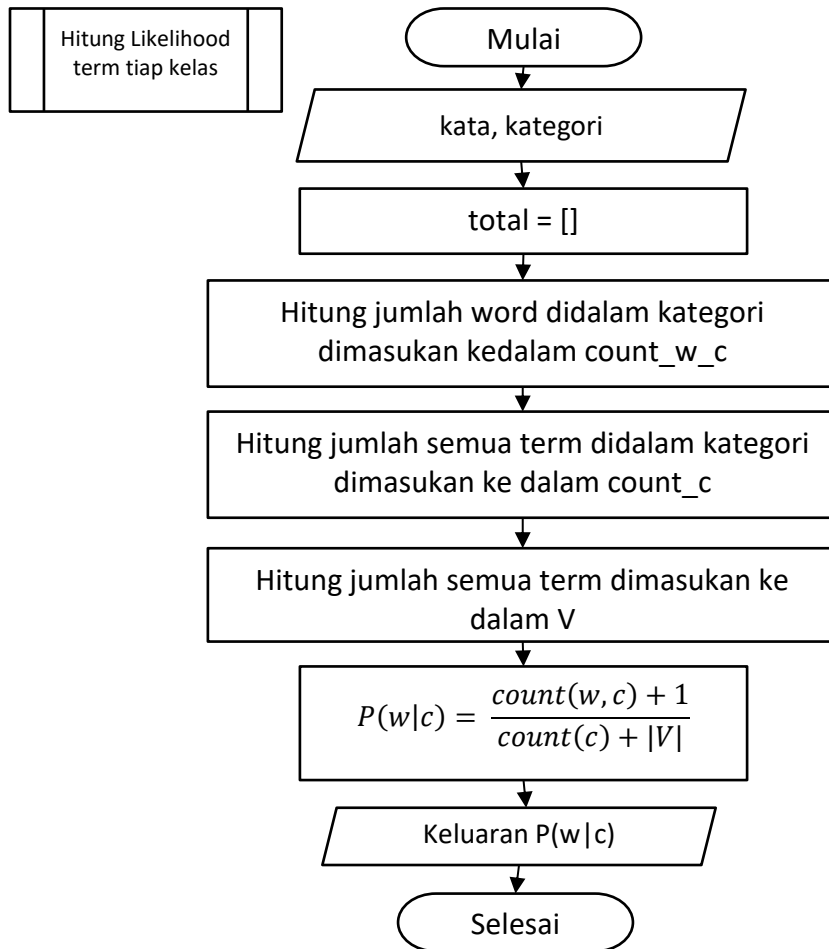 Hitung Likelihood
term tiap kelas
Mulai
kata, kategori
total = []
Hitung jumlah word didalam kategori
dimasukan kedalam count_w_c
Hitung jumlah semua term didalam kategori
dimasukan ke dalam count_c
Hitung jumlah semua term dimasukan ke
dalam V
P(w|c) = count(w, c) + 1
count(c) + |V|
Keluaran P(w|c)
Selesai